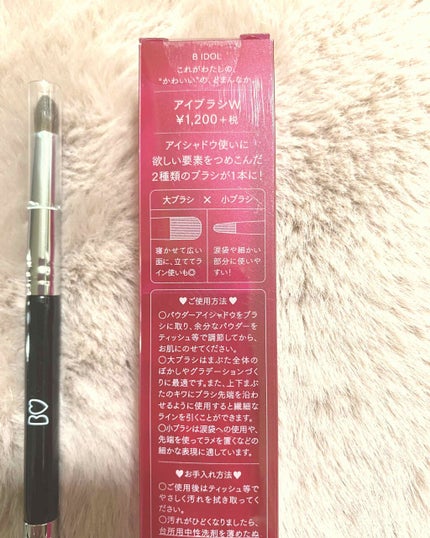 B IDOL
これがわたしの、
"かわいい"の、どまんなか。
アイブラシW
¥1,200+税
アイシャドウ使いに
欲しい要素をつめこんだ
2種類のブラシが1本に!
大ブラシ × 小ブラシ
寝かせて広い
面に、立ててラ
イン使いも◎
涙袋や細かい
部分に使いや
すい!
♥ご使用方法♥
○パウダーアイシャドウをブラ
シに取り、余分なパウダーを
ティッシュ等で調節してから、
お肌にのせてください。
○大ブラシはまぶた全体の
ぼかしやグラデーションづく
りに最適です。また、上下まぶ
たのキワにブラシ先端を沿わ
せるように使用すると繊細な
ラインを引くことができます。
○小ブラシは涙袋への使用や、
先端を使ってラメを置くなどの
細かな表現に適しています。
♥お手入れ方法♥
○ご使用後はティッシュ等で
やさしく汚れを拭き取ってく
ださい。
○汚れがひどくなりましたら、
台所用中性洗剤を薄めたぬ